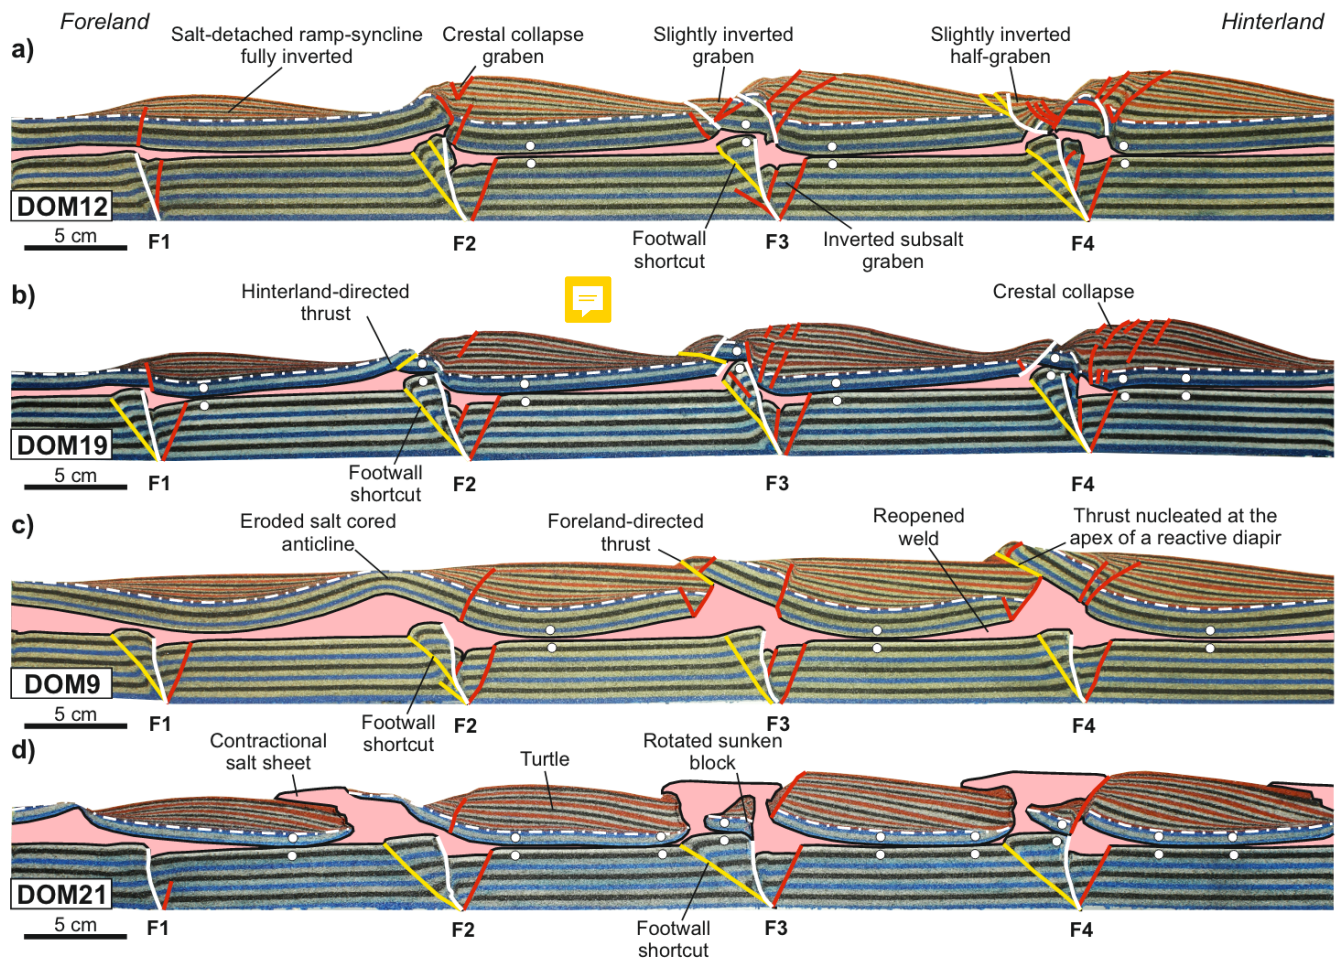 Foreland
Hinterland
a)
Salt-detached ramp-syncline
fully inverted
Crestal collapse
graben
Slightly inverted
graben
Slightly inverted
half-graben
DOM12
5 cm
F1
F2
Footwall
shortcut
F3
Inverted subsalt
graben
F4
b)
Hinterland-directed
thrust
Crestal collapse
DOM19
5 cm
F1
Footwall
shortcut
F2
F3
F4
c)
Eroded salt cored
anticline
Foreland-directed
thrust
Reopened
weld
Thrust nucleated at the
apex of a reactive diapir
DOM9
5 cm
F1
Footwall
shortcut
F2
F3
F4
d)
Contractional
salt sheet
Turtle
Rotated sunken
block
DOM21
5 cm
F1
F2
Footwall
shortcut
F3
F4